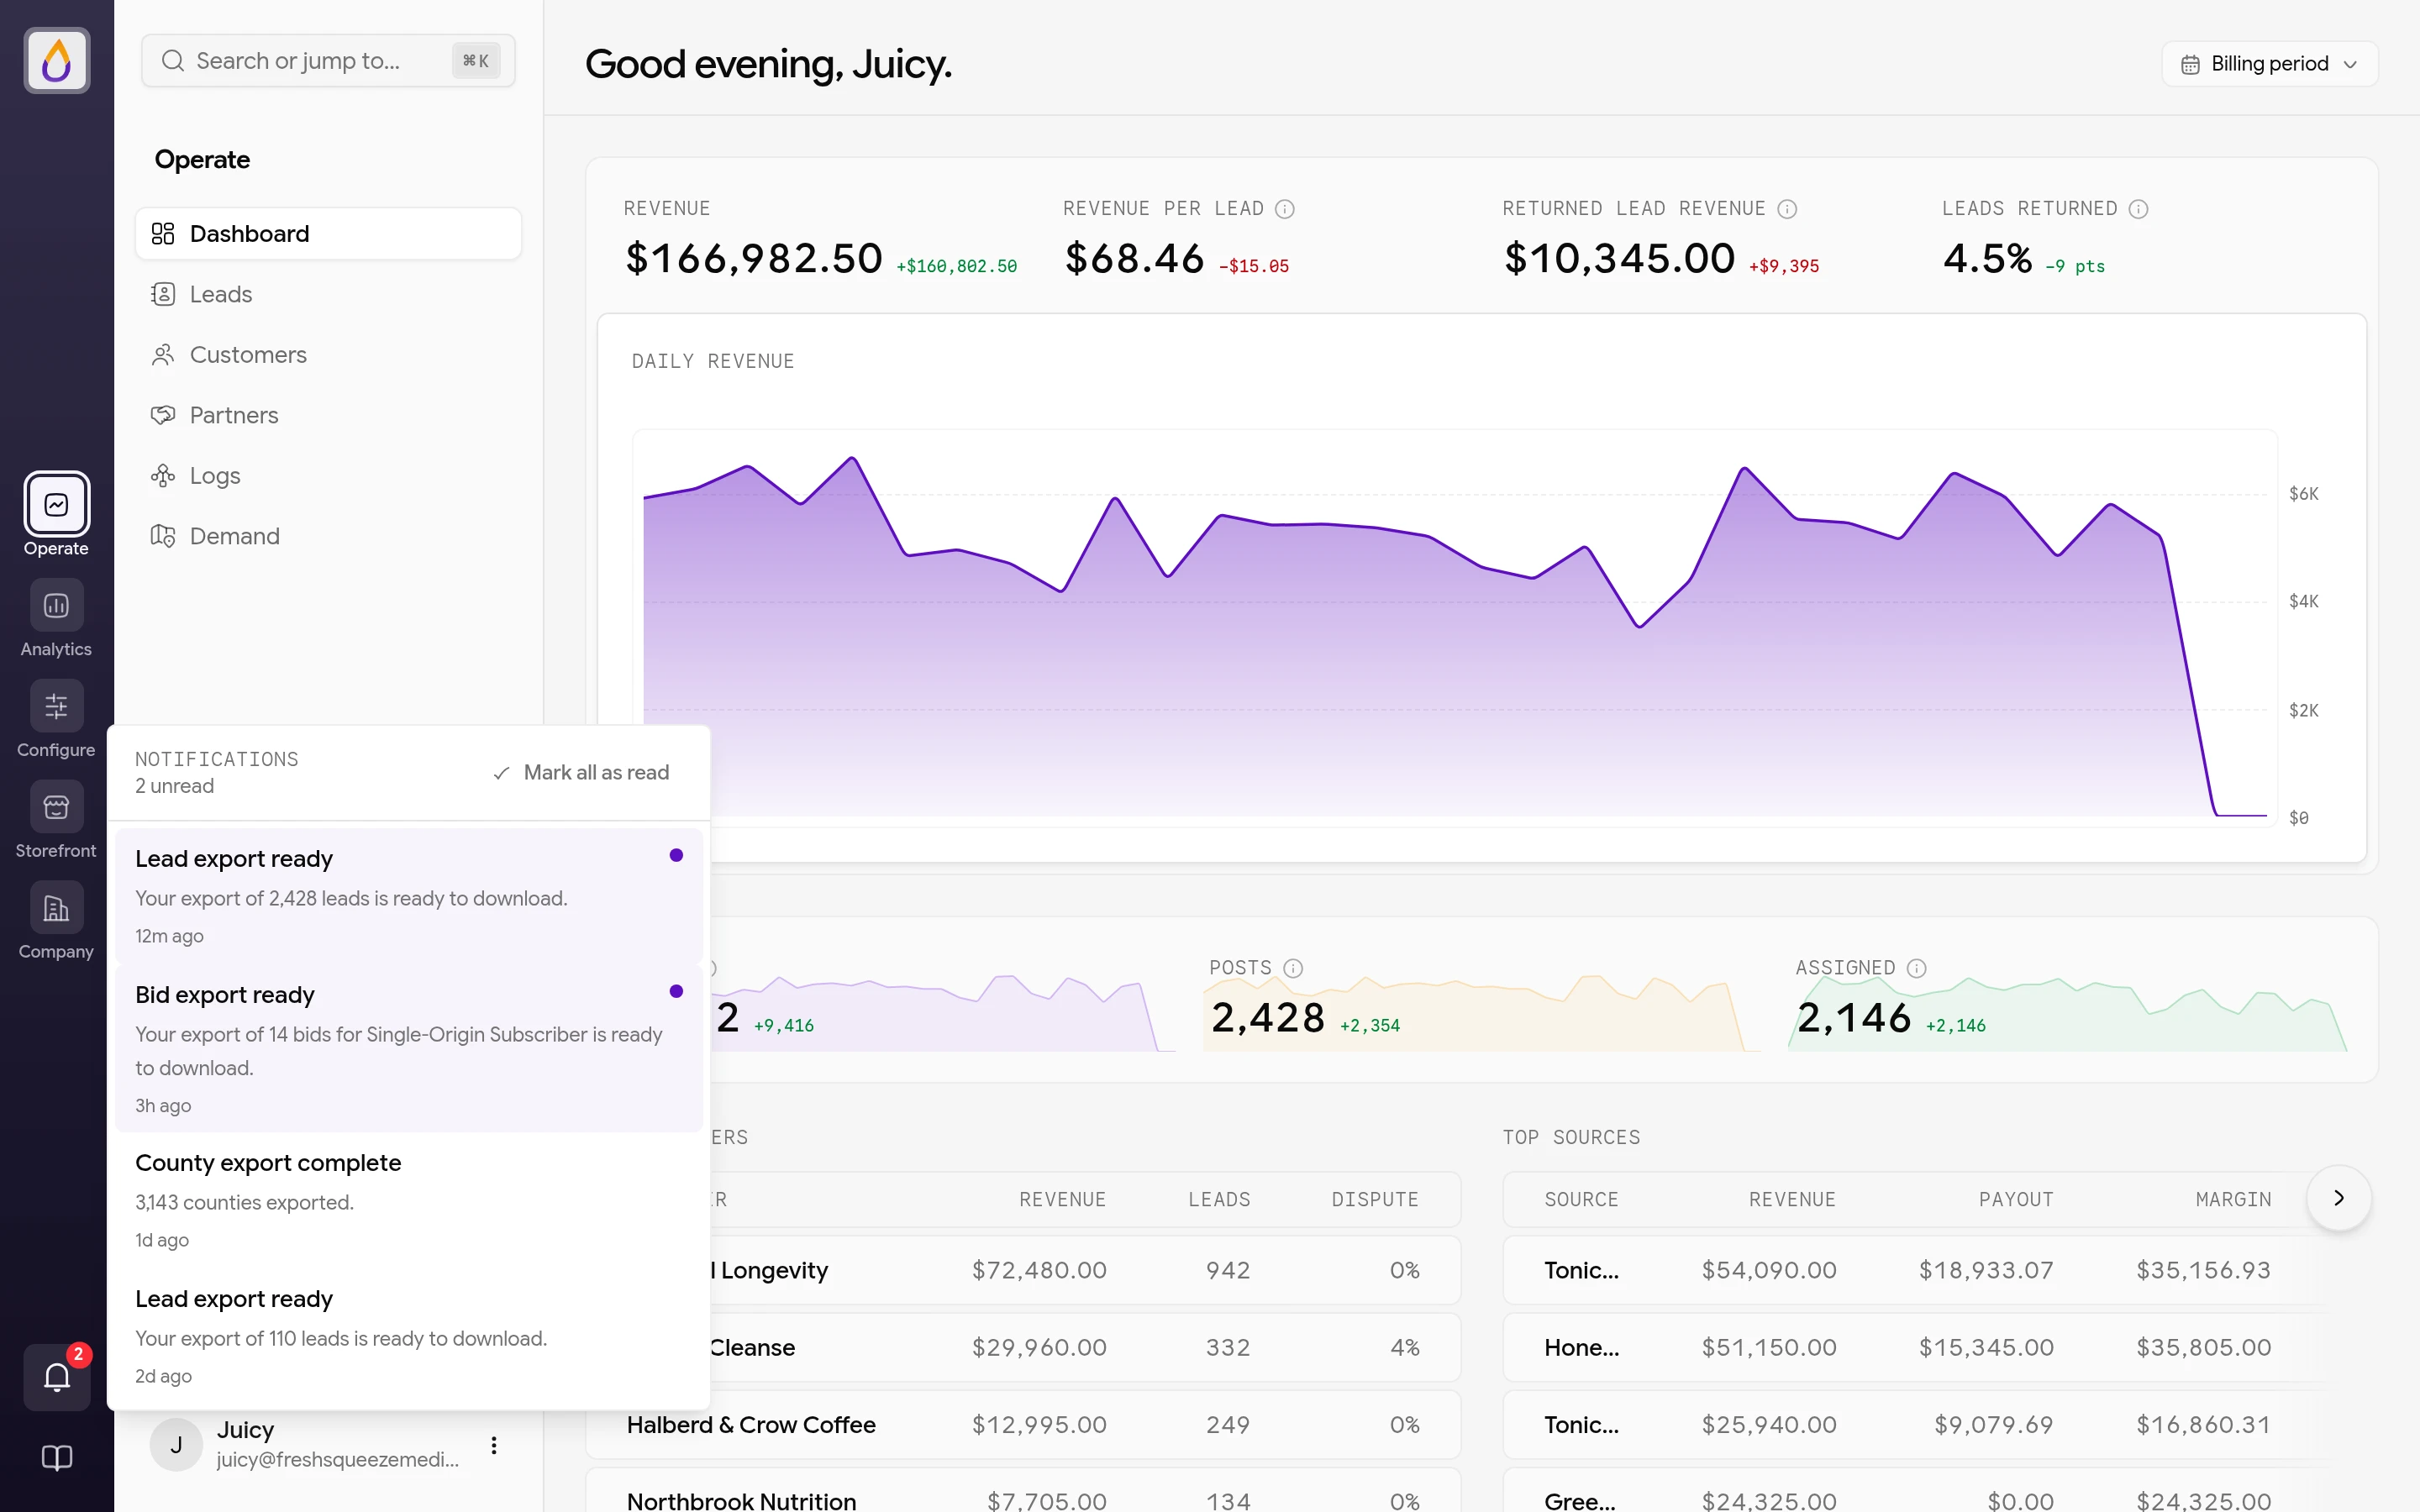 Operate
Analytics
Configure
Storefront
Company
2
Search or jump to...
⌘K
Operate
Dashboard
Leads
Customers
Partners
Logs
Demand
NOTIFICATIONS
2 unread
Mark all as read
Lead export ready
Your export of 2,428 leads is ready to download.
12m ago
Bid export ready
Your export of 14 bids for Single-Origin Subscriber is ready
to download.
3h ago
County export complete
3,143 counties exported.
1d ago
Lead export ready
Your export of 110 leads is ready to download.
2d ago
J
Juicy
juicy@freshsqueezemedi...
Good evening, Juicy.
Billing period
REVENUE
$166,982.50 +$160,802.50
REVENUE PER LEAD
$68.46 -$15.05
RETURNED LEAD REVENUE
$10,345.00 +$9,395
LEADS RETURNED
4.5% -9 pts
DAILY REVENUE
$6K
$4K
$2K
$0
2 +9,416
POSTS
2,428 +2,354
ASSIGNED
2,146 +2,146
ERS
R REVENUE LEADS DISPUTE
l Longevity $72,480.00 942 0%
Cleanse $29,960.00 332 4%
Halberd & Crow Coffee $12,995.00 249 0%
Northbrook Nutrition $7,705.00 134 0%
TOP SOURCES
SOURCE REVENUE PAYOUT MARGIN
Tonic... $54,090.00 $18,933.07 $35,156.93
Hone... $51,150.00 $15,345.00 $35,805.00
Tonic... $25,940.00 $9,079.69 $16,860.31
Gree... $24,325.00 $0.00 $24,325.00